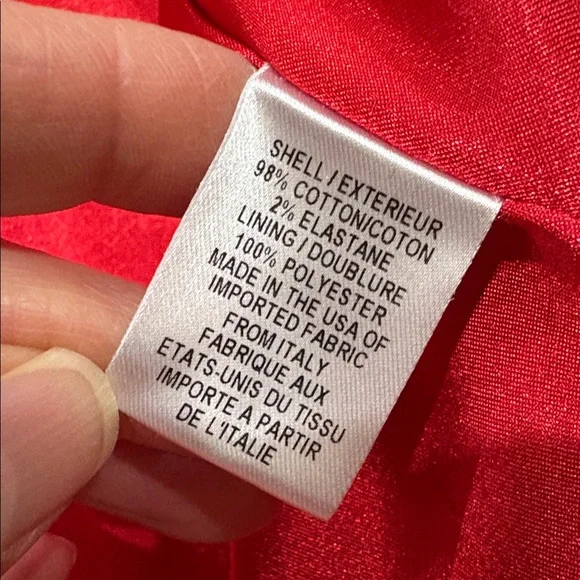 SHELL/EXTERIEUR
98% COTTON/COTON
2% ELASTANE
LINING/DOUBLURE
100% POLYESTER
MADE IN THE USA OF
IMPORTED FABRIC
FROM ITALY
FABRIQUE AUX
ETATS-UNIS DU TISSU
IMPORTE A PARTIR
DE L'ITALIE